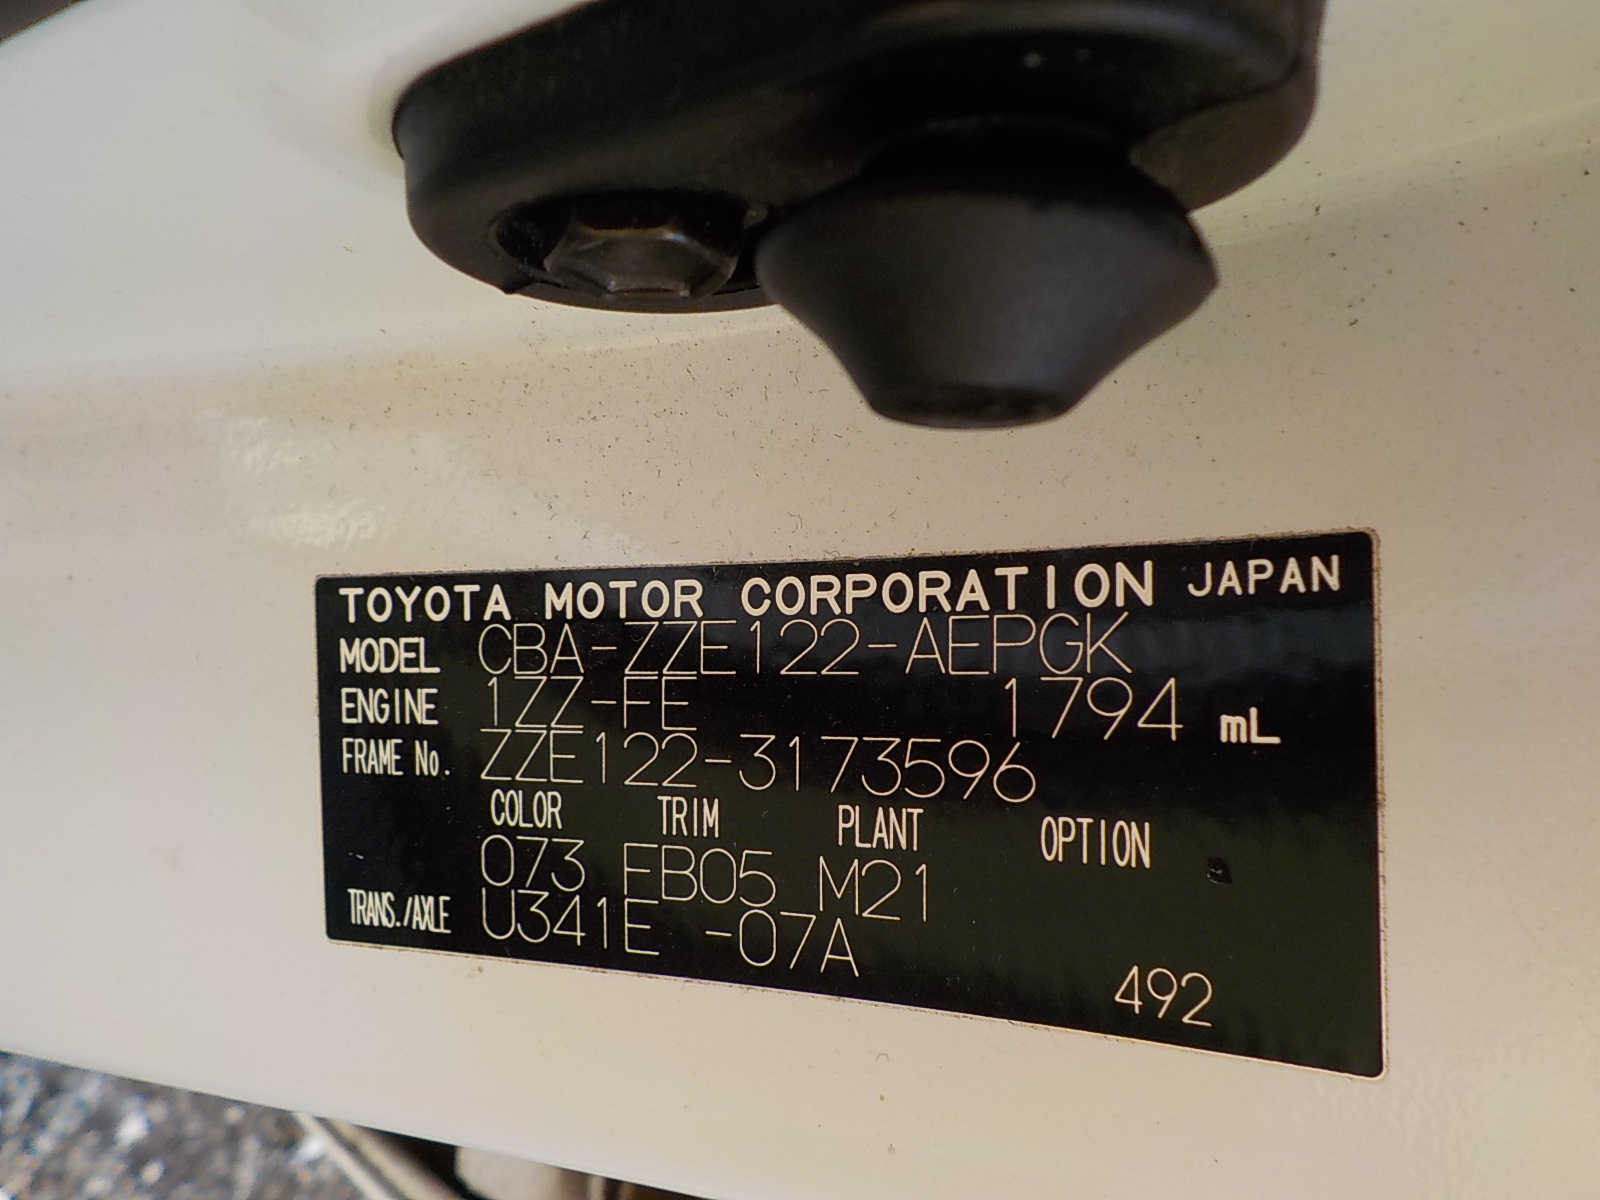 TOYOTA MOTOR CORPORATION JAPAN
MODEL CBA-ZZE122-AEPGK
ENGINE 1ZZ-FE 1794 mL
FRAME No. ZZE122-3173596
COLOR TRIM PLANT OPTION
073 FB05 M21
TRANS./AXLE U341E -07A
492